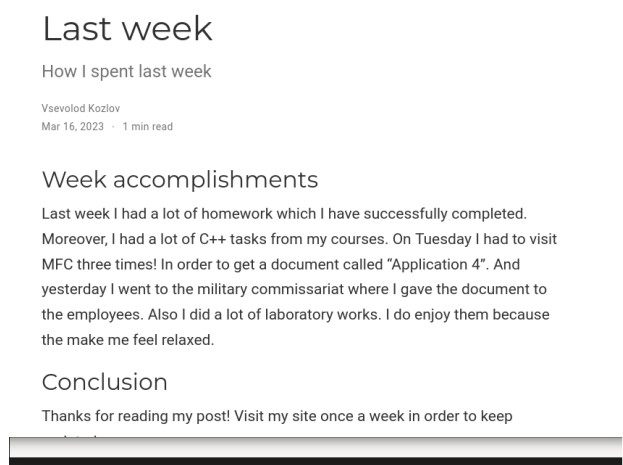 Last week
How I spent last week
Vsevolod Kozlov
Mar 16, 2023 · 1 min read
Week accomplishments
Last week I had a lot of homework which I have successfully completed.
Moreover, I had a lot of C++ tasks from my courses. On Tuesday I had to visit
MFC three times! In order to get a document called “Application 4”. And
yesterday I went to the military commissariat where I gave the document to
the employees. Also I did a lot of laboratory works. I do enjoy them because
the make me feel relaxed.
Conclusion
Thanks for reading my post! Visit my site once a week in order to keep